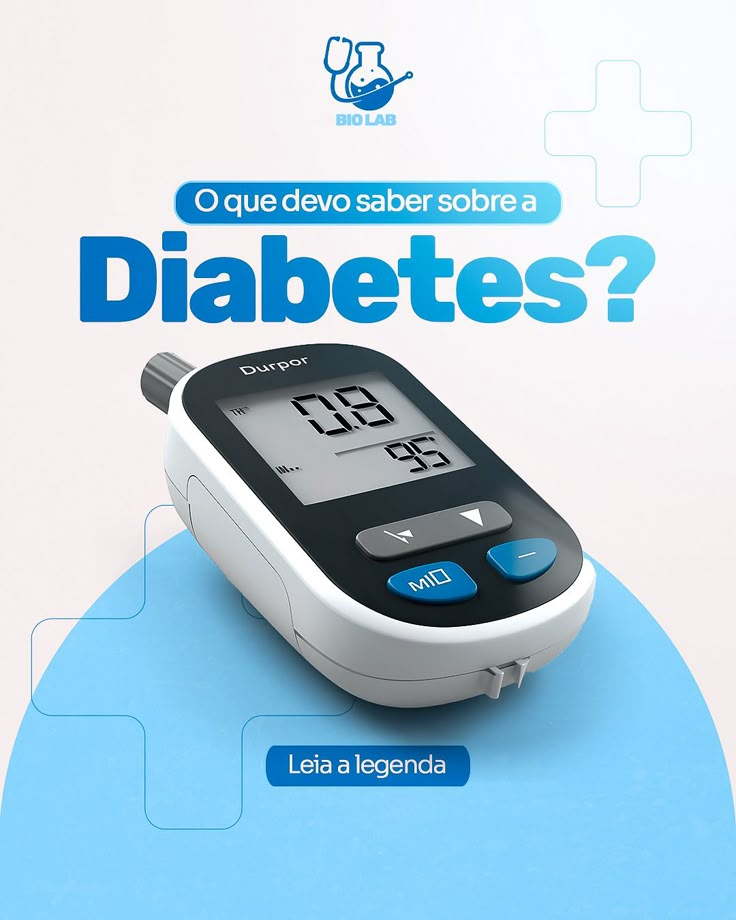 BIO LAB
O que devo saber sobre a
Diabetes?
Durpor
0.8
95
Leia a legenda